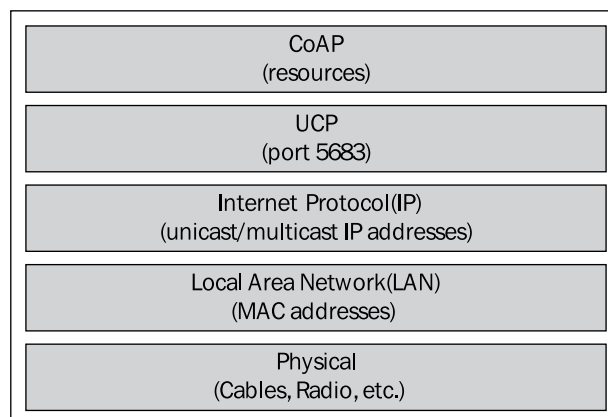 CoAP
(resources)
UCP
(port 5683)
Internet Protocol(IP)
(unicast/multicast IP addresses)
Local Area Network(LAN)
(MAC addresses)
Physical
(Cables, Radio, etc.)